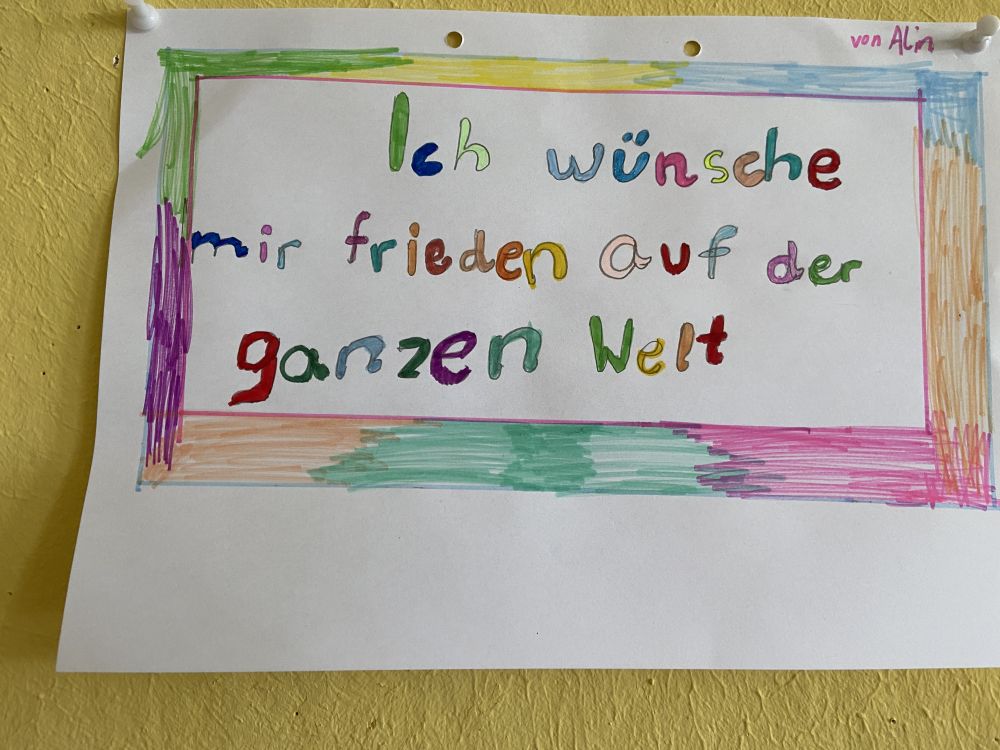 von Alin
Ich wünsche
mir frieden auf der
ganzen Welt